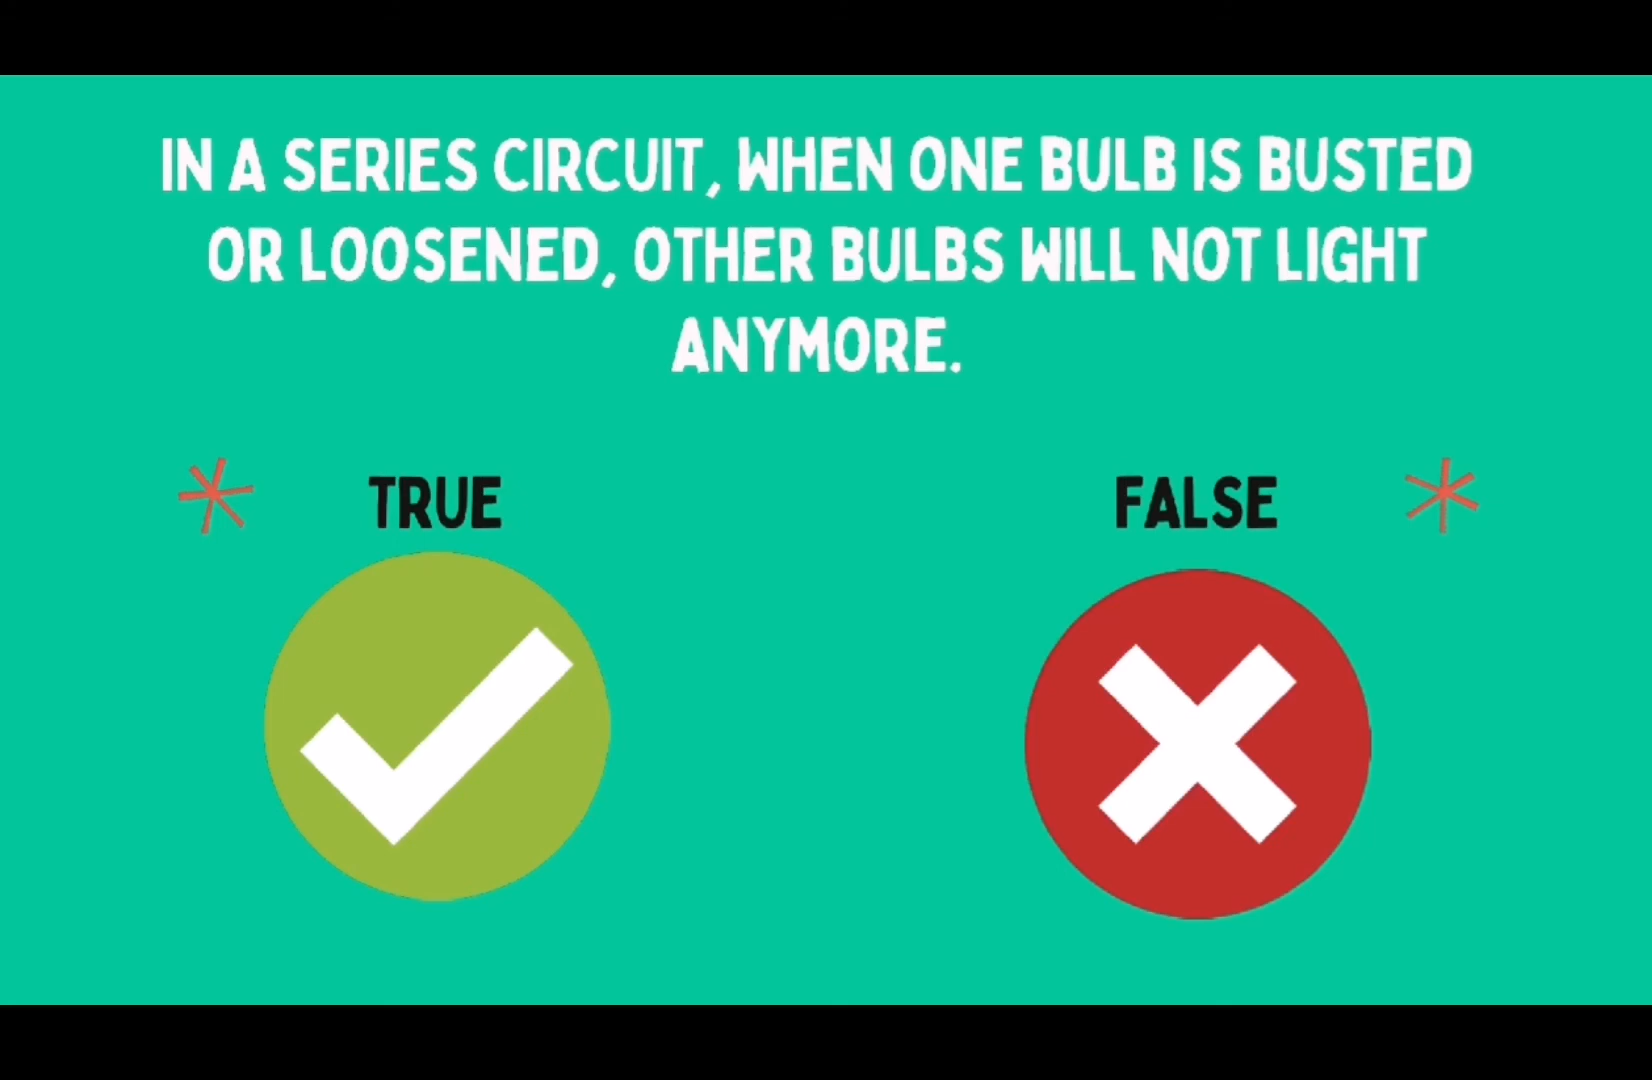 IN A SERIES CIRCUIT, WHEN ONE BULB IS BUSTED
OR LOOSENED, OTHER BULBS WILL NOT LIGHT
ANYMORE.
TRUE
FALSE